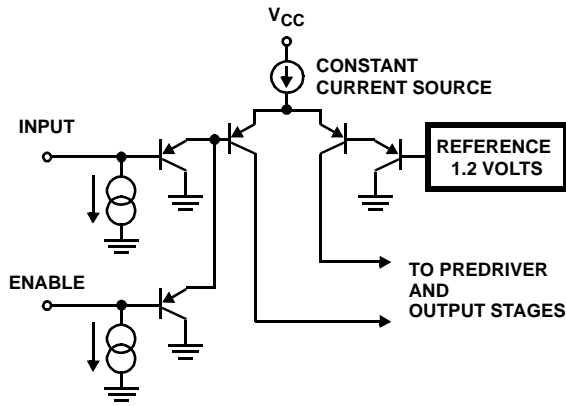 VCC
CONSTANT
CURRENT SOURCE
INPUT
REFERENCE
1.2 VOLTS
ENABLE
TO PREDRIVER
AND
OUTPUT STAGES